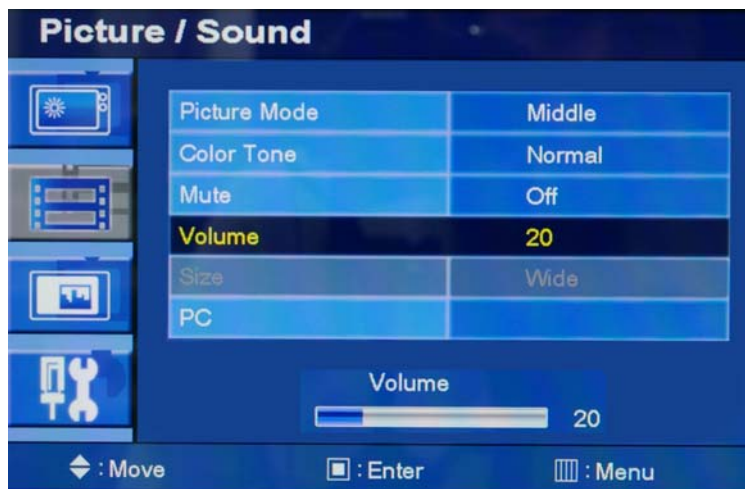 Picture / Sound
Picture Mode Middle
Color Tone Normal
Mute Off
Volume 20
Size Wide
PC
Volume
20
: Move : Enter : Menu